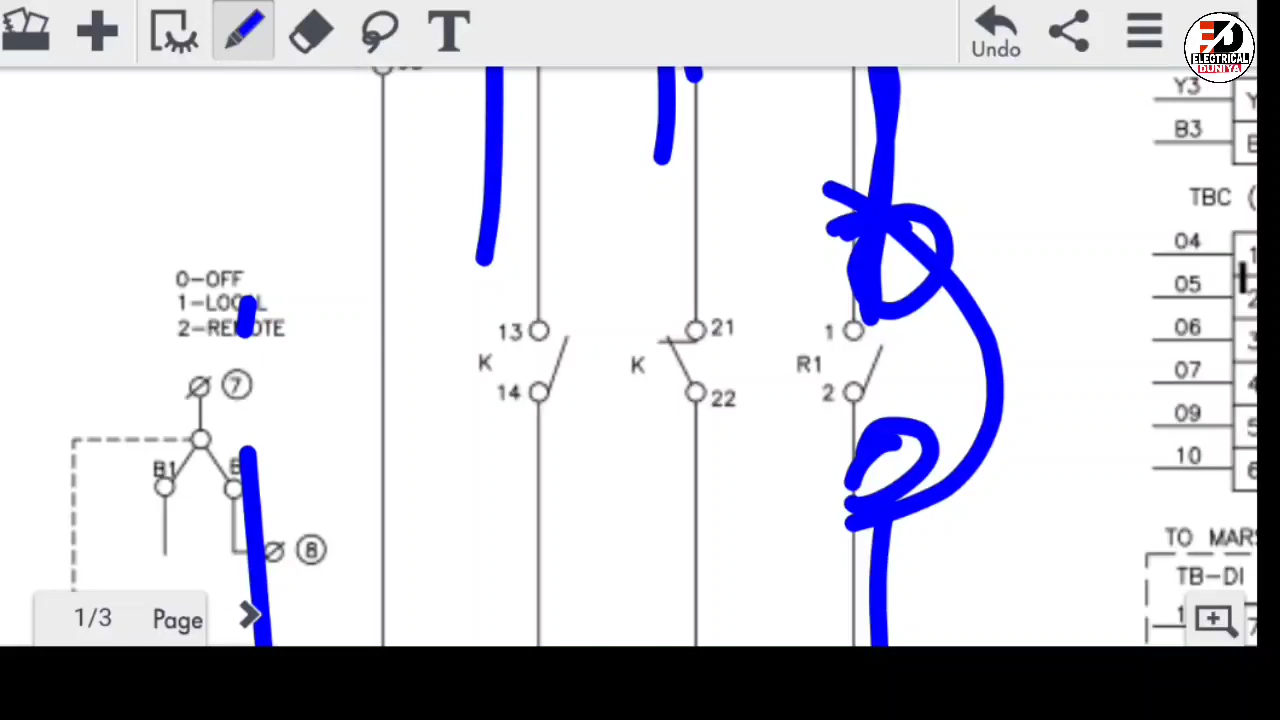 Undo
ELECTRICAL
DUNIYA
Y3
B3
TBC (
04
0-OFF
05
1-LOCAL
2-REMOTE
06
13
21
1
K
K
R1
07
7
14
22
2
09
B1
10
8
TO MARS
TB-DI
1/3 Page